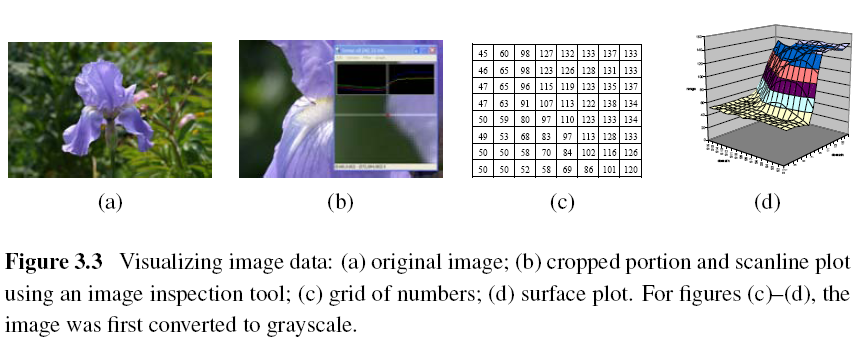 45 60 98 127 132 133 137 133
46 65 98 123 126 128 131 133
47 65 96 115 119 123 135 137
47 63 91 107 113 122 138 134
50 59 80 97 110 123 133 134
49 53 68 83 97 113 128 133
50 50 58 70 84 102 116 126
50 50 52 58 69 86 101 120
(a) (b) (c) (d)
Figure 3.3 Visualizing image data: (a) original image; (b) cropped portion and scanline plot
using an image inspection tool; (c) grid of numbers; (d) surface plot. For figures (c)–(d), the
image was first converted to grayscale.